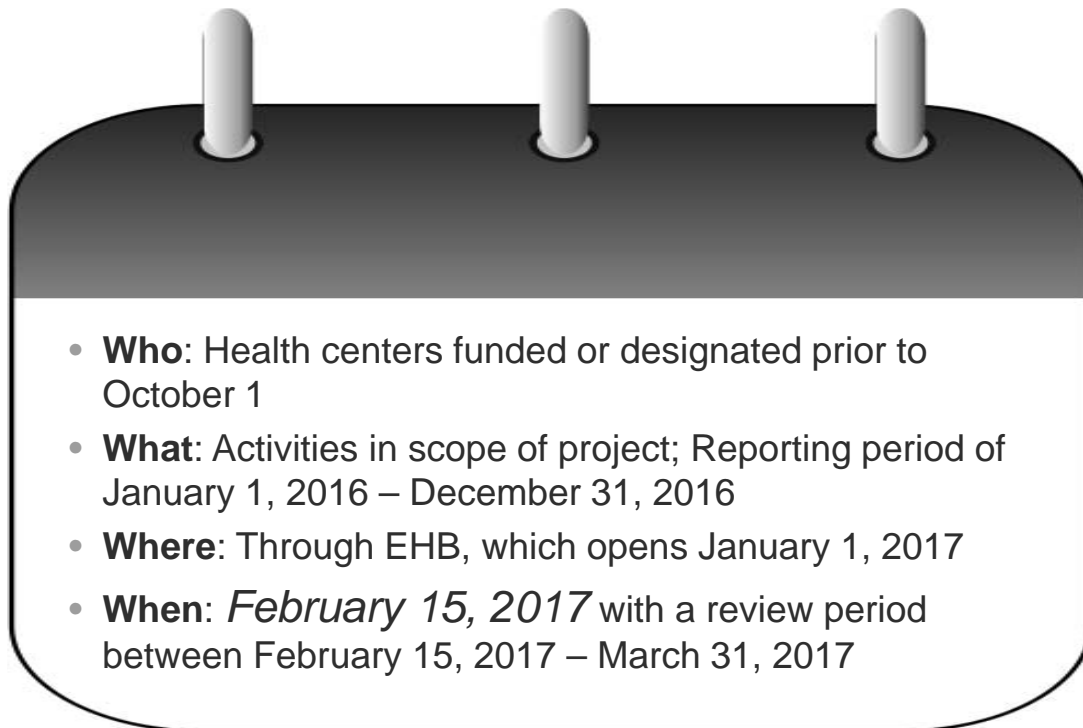 • Who: Health centers funded or designated prior to
October 1
• What: Activities in scope of project; Reporting period of
January 1, 2016 – December 31, 2016
• Where: Through EHB, which opens January 1, 2017
• When: February 15, 2017 with a review period
between February 15, 2017 – March 31, 2017